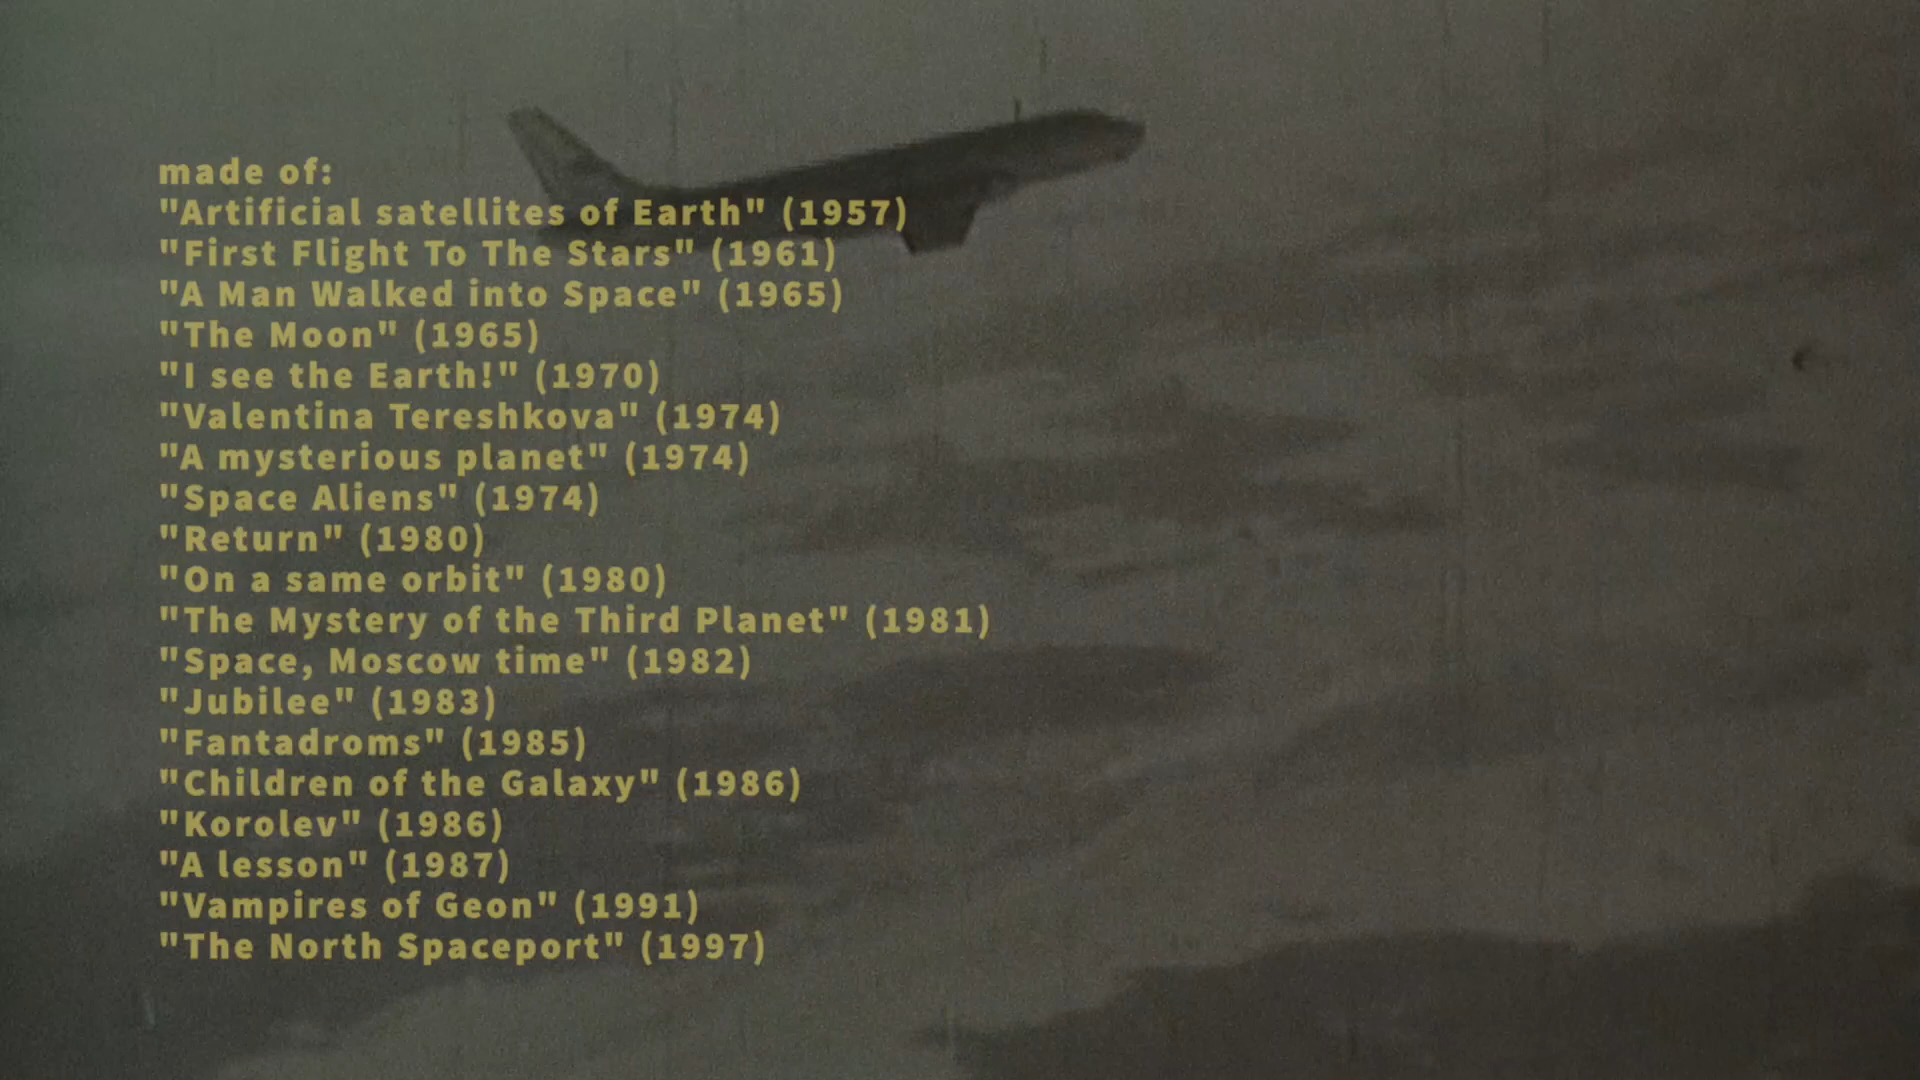 made of:
"Artificial satellites of Earth" (1957)
"First Flight To The Stars" (1961)
"A Man Walked into Space" (1965)
"The Moon" (1965)
"I see the Earth!" (1970)
"Valentina Tereshkova" (1974)
"A mysterious planet" (1974)
"Space Aliens" (1974)
"Return" (1980)
"On a same orbit" (1980)
"The Mystery of the Third Planet" (1981)
"Space, Moscow time" (1982)
"Jubilee" (1983)
"Fantadroms" (1985)
"Children of the Galaxy" (1986)
"Korolev" (1986)
"A lesson" (1987)
"Vampires of Geon" (1991)
"The North Spaceport" (1997)